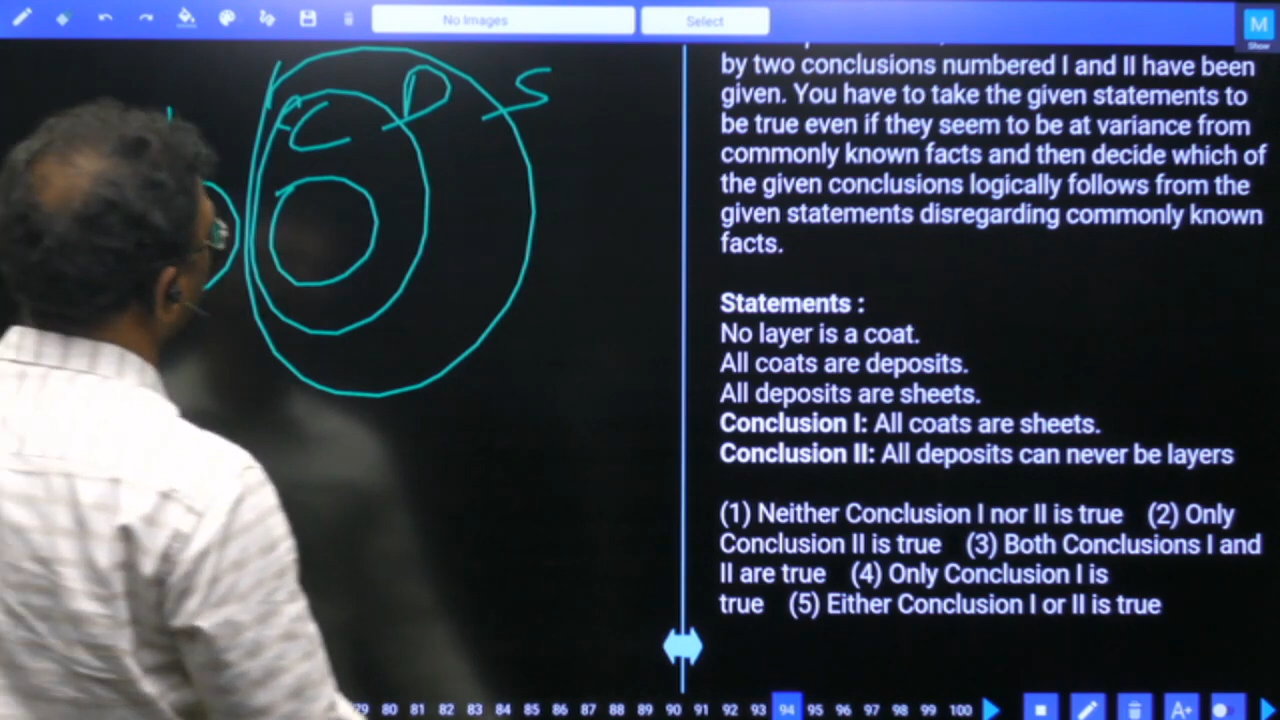 No Images
Select
M
Show
C
D
S
by two conclusions numbered I and II have been
given. You have to take the given statements to
be true even if they seem to be at variance from
commonly known facts and then decide which of
the given conclusions logically follows from the
given statements disregarding commonly known
facts.
Statements :
No layer is a coat.
All coats are deposits.
All deposits are sheets.
Conclusion I: All coats are sheets.
Conclusion II: All deposits can never be layers
(1) Neither Conclusion I nor II is true (2) Only
Conclusion II is true (3) Both Conclusions I and
II are true (4) Only Conclusion I is
true (5) Either Conclusion I or II is true
79 80 81 82 83 84 85 86 87 88 89 90 91 92 93 94 95 96 97 98 99 100 A+